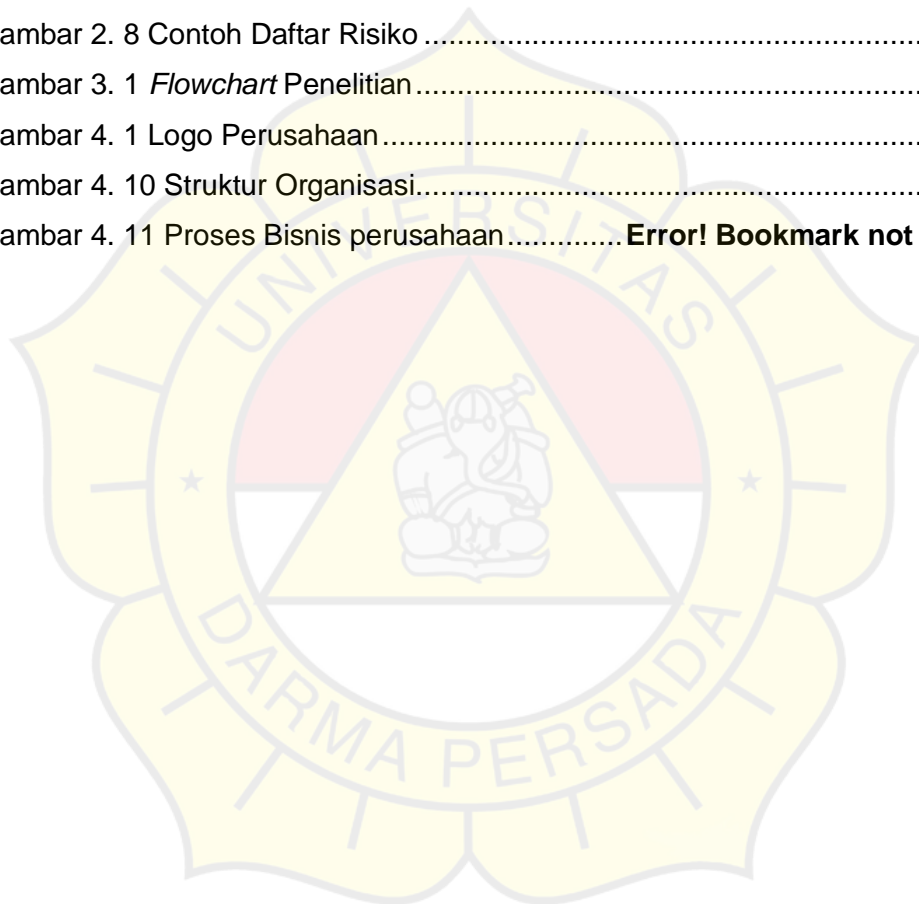 ambar 2. 8 Contoh Daftar Risiko ................................................................
ambar 3. 1 Flowchart Penelitian ................................................................
ambar 4. 1 Logo Perusahaan ....................................................................
ambar 4. 10 Struktur Organisasi................................................................
ambar 4. 11 Proses Bisnis perusahaan .............. Error! Bookmark not
UNIVERSITAS
DARMA PERSADA